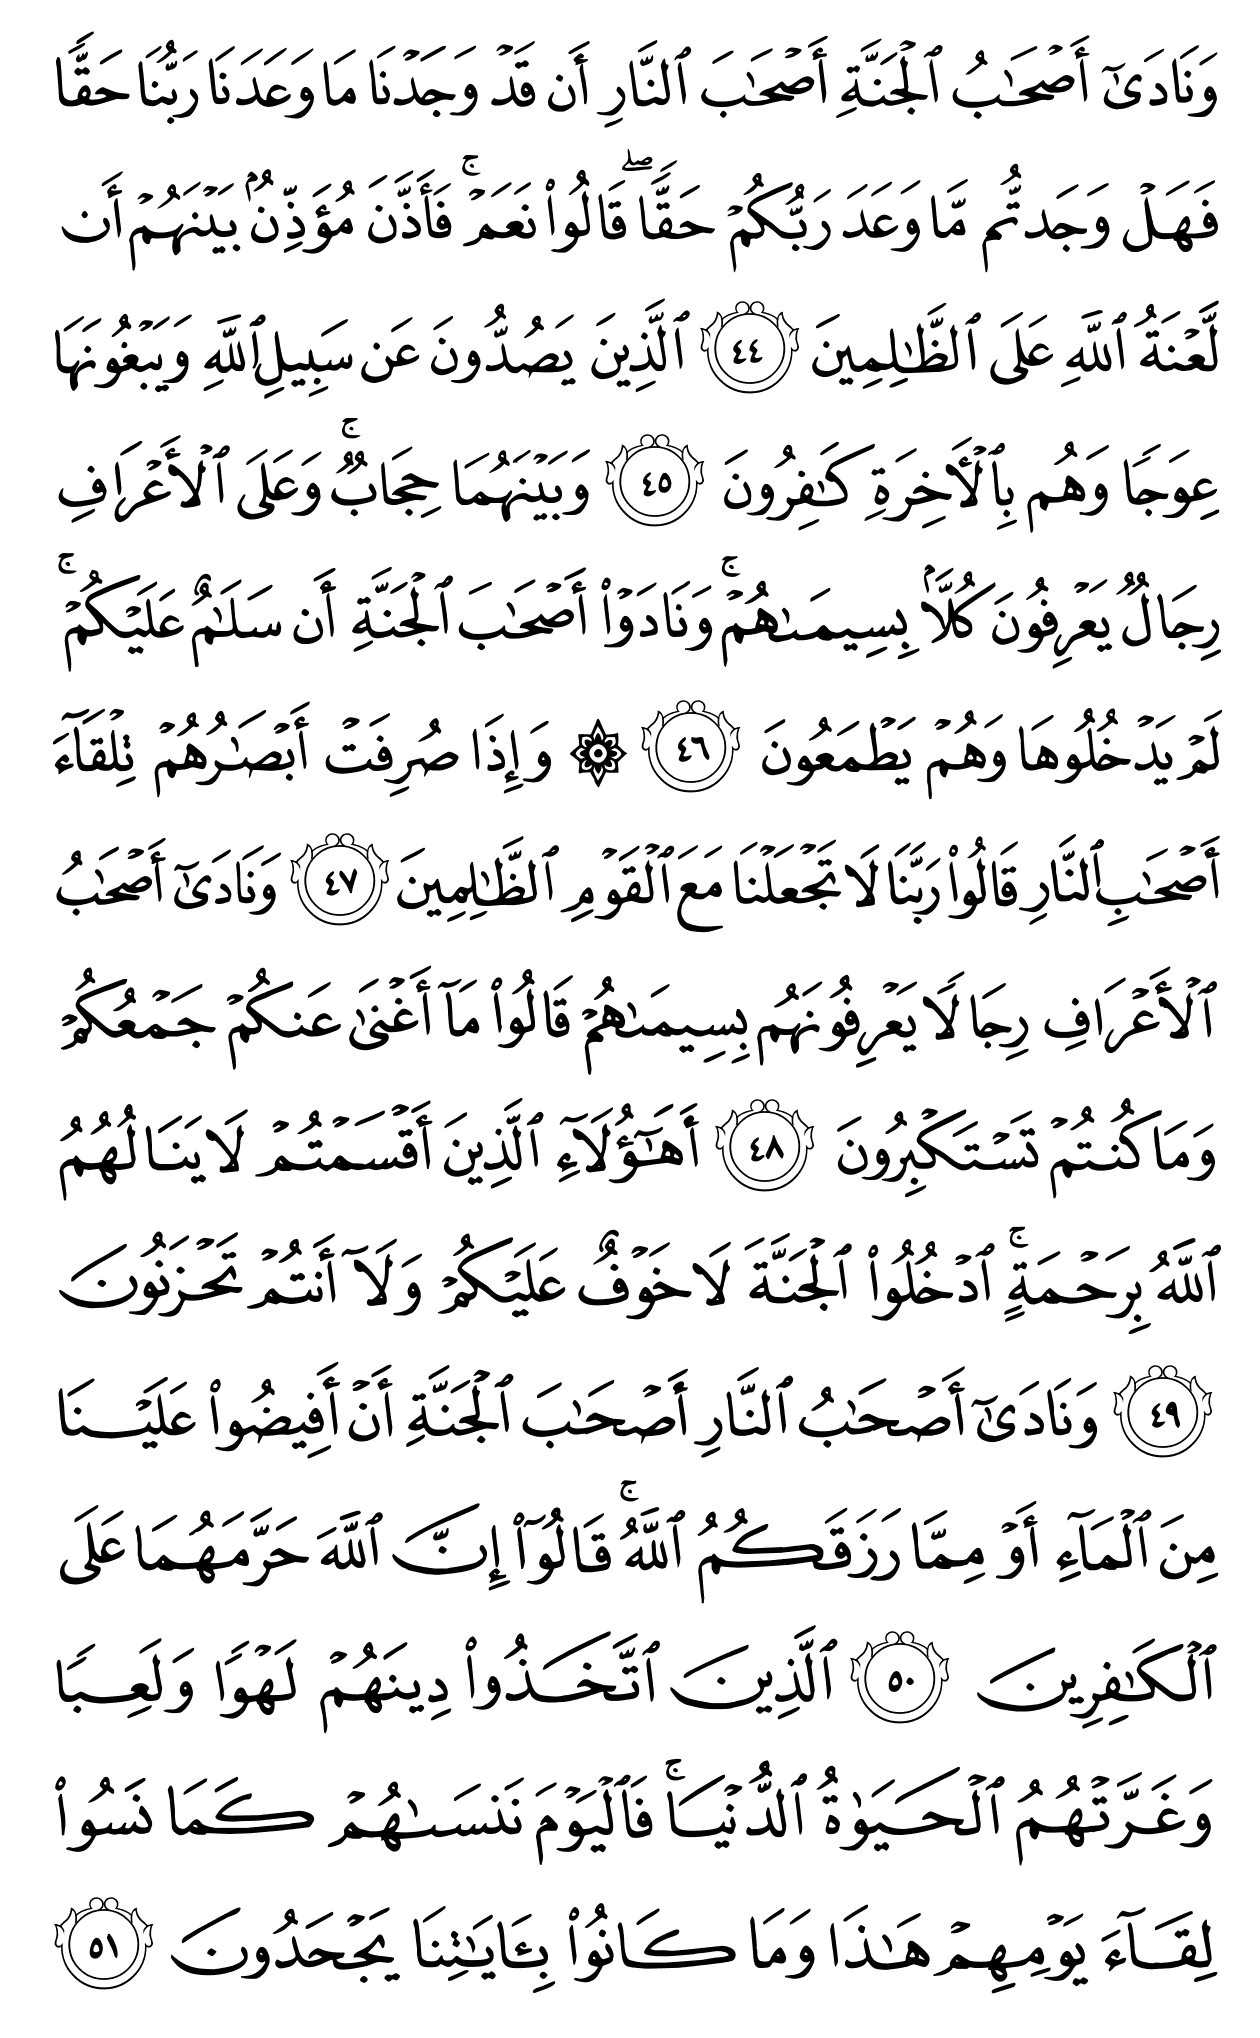 وَنَادَىٰٓ أَصْحَٰبُ ٱلْجَنَّةِ أَصْحَٰبَ ٱلنَّارِ أَن قَدْ وَجَدْنَا مَا وَعَدَنَا رَبُّنَا حَقًّا
فَهَلْ وَجَدتُّم مَّا وَعَدَ رَبُّكُمْ حَقًّا ۖ قَالُوا۟ نَعَمْ ۚ فَأَذَّنَ مُؤَذِّنٌۢ بَيْنَهُمْ أَن
لَّعْنَةُ ٱللَّهِ عَلَى ٱلظَّٰلِمِينَ ٤٤ ٱلَّذِينَ يَصُدُّونَ عَن سَبِيلِ ٱللَّهِ وَيَبْغُونَهَا
عِوَجًا وَهُم بِٱلْـَٔاخِرَةِ كَٰفِرُونَ ٤٥ وَبَيْنَهُمَا حِجَابٌ ۚ وَعَلَى ٱلْأَعْرَافِ
رِجَالٌ يَعْرِفُونَ كُلًّۢا بِسِيمَىٰهُمْ ۚ وَنَادَوْا۟ أَصْحَٰبَ ٱلْجَنَّةِ أَن سَلَٰمٌ عَلَيْكُمْ ۚ
لَمْ يَدْخُلُوهَا وَهُمْ يَطْمَعُونَ ٤٦ ۞ وَإِذَا صُرِفَتْ أَبْصَٰرُهُمْ تِلْقَآءَ
أَصْحَٰبِ ٱلنَّارِ قَالُوا۟ رَبَّنَا لَا تَجْعَلْنَا مَعَ ٱلْقَوْمِ ٱلظَّٰلِمِينَ ٤٧ وَنَادَىٰٓ أَصْحَٰبُ
ٱلْأَعْرَافِ رِجَالًا يَعْرِفُونَهُم بِسِيمَىٰهُمْ قَالُوا۟ مَآ أَغْنَىٰ عَنكُمْ جَمْعُكُمْ
وَمَا كُنتُمْ تَسْتَكْبِرُونَ ٤٨ أَهَٰٓؤُلَآءِ ٱلَّذِينَ أَقْسَمْتُمْ لَا يَنَالُهُمُ
ٱللَّهُ بِرَحْمَةٍ ۚ ٱدْخُلُوا۟ ٱلْجَنَّةَ لَا خَوْفٌ عَلَيْكُمْ وَلَآ أَنتُمْ تَحْزَنُونَ
٤٩ وَنَادَىٰٓ أَصْحَٰبُ ٱلنَّارِ أَصْحَٰبَ ٱلْجَنَّةِ أَنْ أَفِيضُوا۟ عَلَيْنَا
مِنَ ٱلْمَآءِ أَوْ مِمَّا رَزَقَكُمُ ٱللَّهُ ۚ قَالُوٓا۟ إِنَّ ٱللَّهَ حَرَّمَهُمَا عَلَى
ٱلْكَٰفِرِينَ ٥٠ ٱلَّذِينَ ٱتَّخَذُوا۟ دِينَهُمْ لَهْوًا وَلَعِبًا
وَغَرَّتْهُمُ ٱلْحَيَوٰةُ ٱلدُّنْيَا ۚ فَٱلْيَوْمَ نَنسَىٰهُمْ كَمَا نَسُوا۟
لِقَآءَ يَوْمِهِمْ هَٰذَا وَمَا كَانُوا۟ بِـَٔايَٰتِنَا يَجْحَدُونَ ٥١